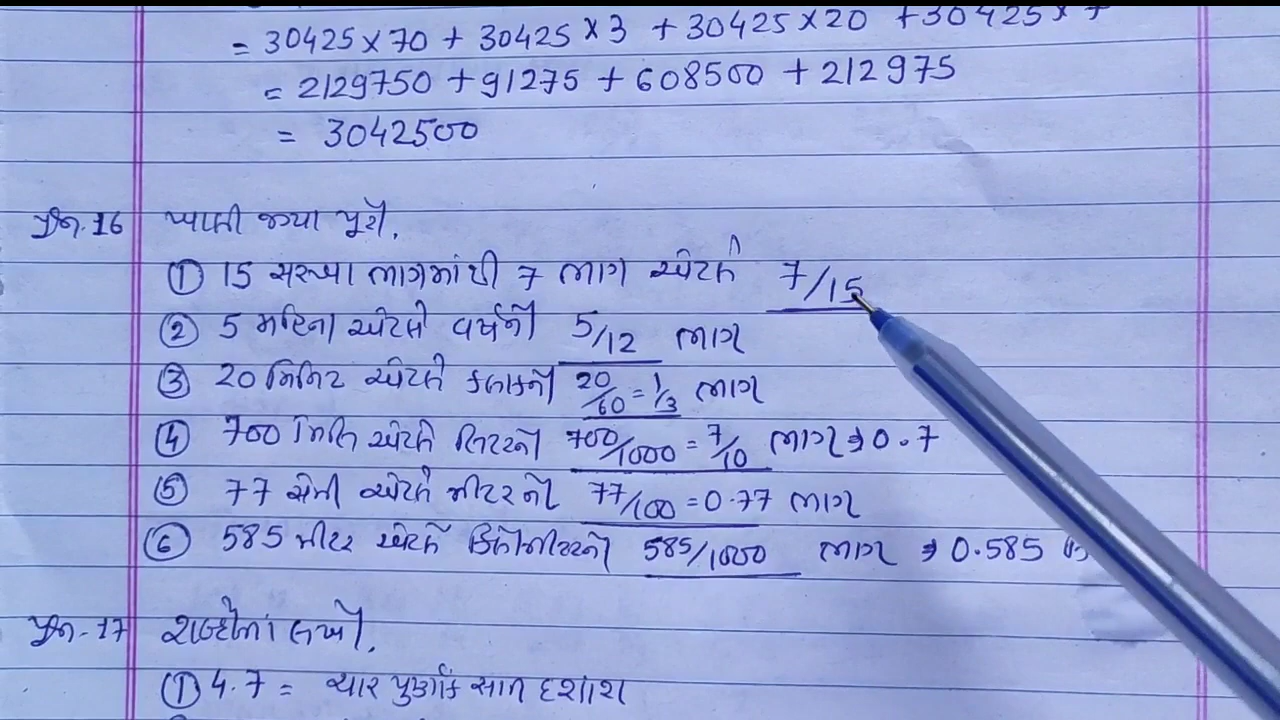 = 30425 x 70 + 30425 x 3 + 30425 x 20 + 30425 x 7
= 2129750 + 91275 + 608500 + 212975
= 3042500
પ્રશ્ન. 16 ખાલી જગ્યા પૂરો.
① 15 સરખા ભાગમાંથી 7 ભાગ એટલે 7/15
② 5 મહિના એટલે વર્ષનો 5/12 ભાગ
③ 20 મિનિટ એટલે કલાકનો 20/60 = 1/3 ભાગ
④ 700 મિલિ એટલે લિટરનો 700/1000 = 7/10 ભાગ → 0.7
⑤ 77 સેમી એટલે મીટરનો 77/100 = 0.77 ભાગ
⑥ 585 મીટર એટલે કિલોમીટરનો 585/1000 ભાગ → 0.585
પ્રશ્ન-17 શબ્દોમાં લખો.
① 4.7 = ચાર પુર્ણાંક સાત દશાંશ